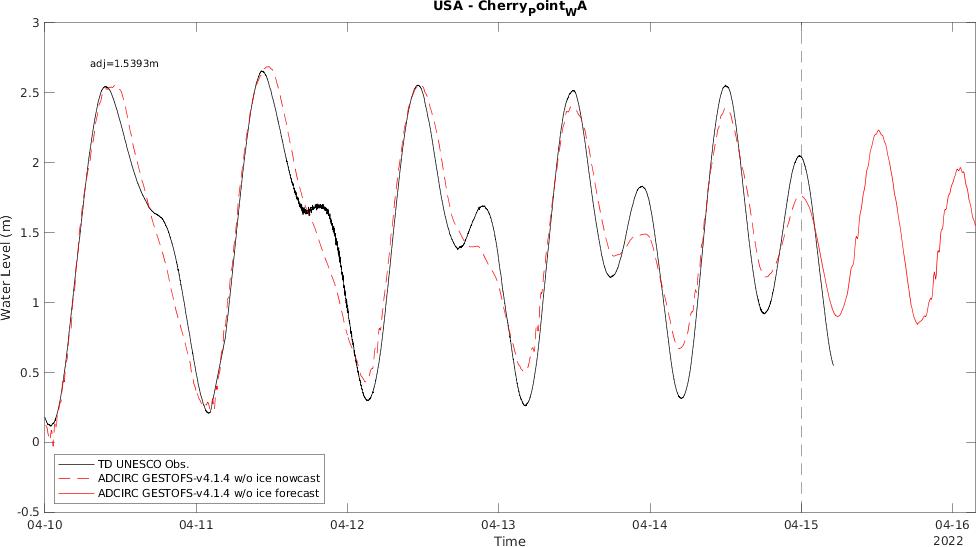 USA - Cherry_Point_WA
3
adj=1.5393m
2.5
2
1.5
1
0.5
0
-0.5
Water Level (m)
TD UNESCO Obs.
ADCIRC GESTOFS-v4.1.4 w/o ice nowcast
ADCIRC GESTOFS-v4.1.4 w/o ice forecast
04-10 04-11 04-12 04-13 04-14 04-15 04-16
Time 2022